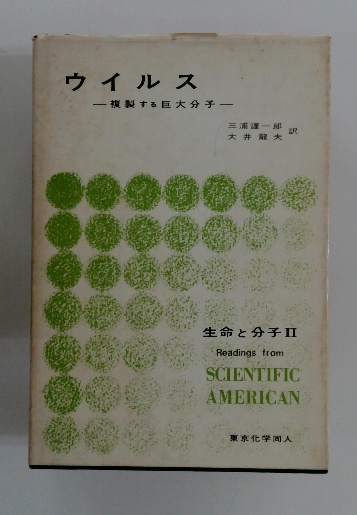 ウイルス
―複製する巨大分子―
三浦謹一郎
大井龍夫 訳
生命と分子II
Readings from
SCIENTIFIC
AMERICAN
東京化学同人